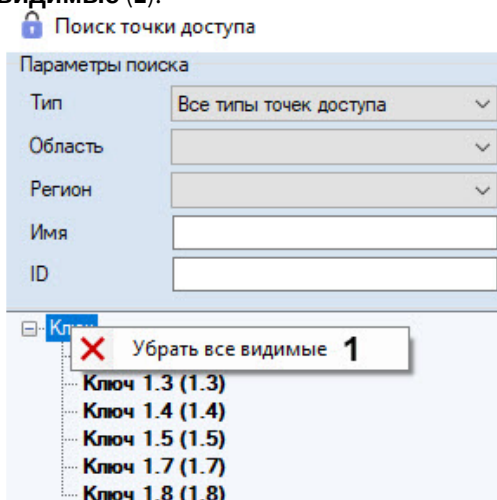 Поиск точки доступа
Параметры поиска
Тип Все типы точек доступа
Область
Регион
Имя
ID
Убрать все видимые 1
Ключ 1.3 (1.3)
Ключ 1.4 (1.4)
Ключ 1.5 (1.5)
Ключ 1.7 (1.7)
Ключ 1.8 (1.8)